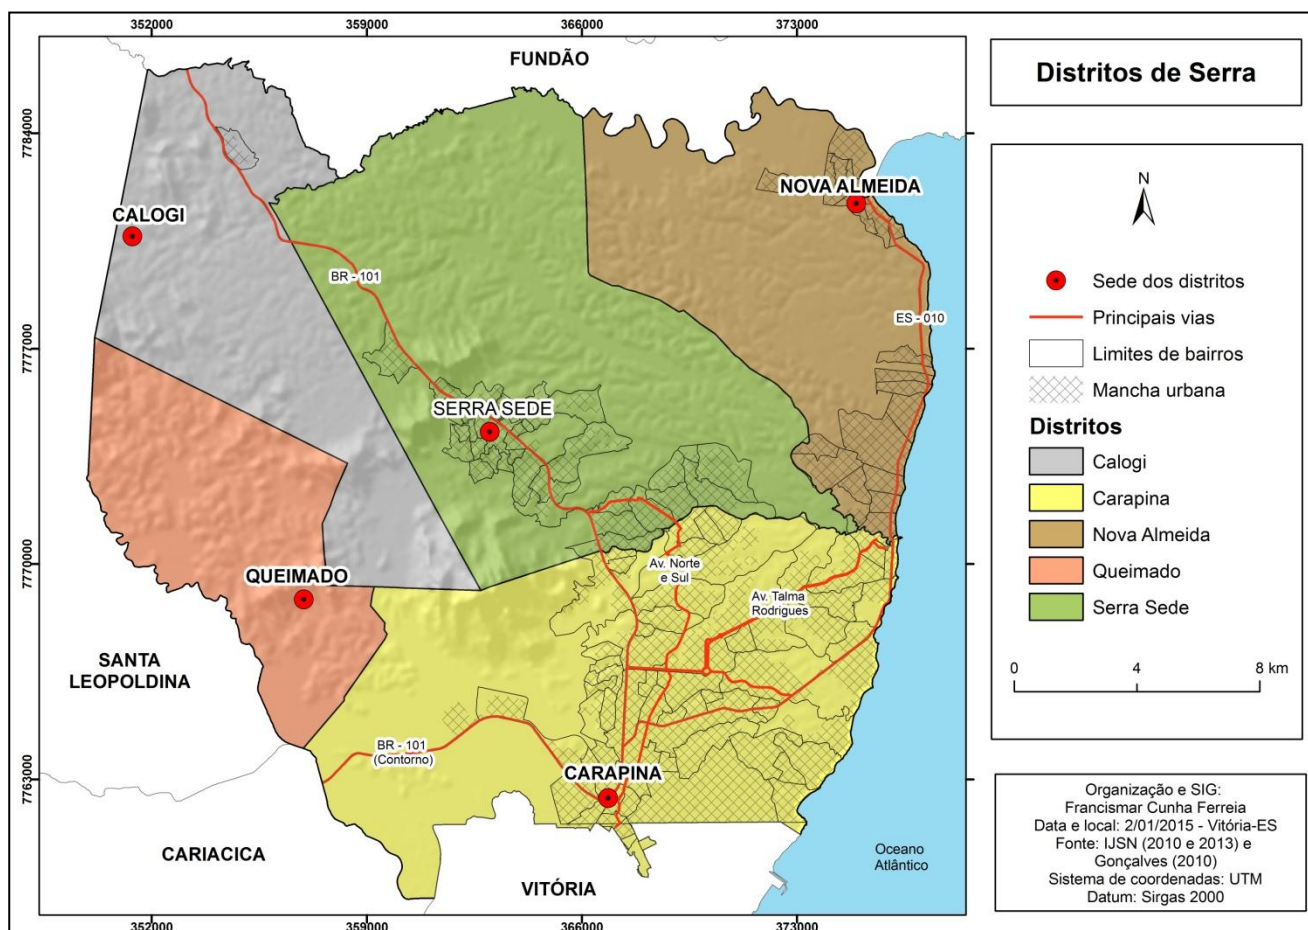 352000
359000
366000
373000
FUNDÃO
7784000
7777000
7770000
7763000
CALOGI
NOVA ALMEIDA
BR - 101
ES - 010
SERRA SEDE
QUEIMADO
Av. Norte
e Sul
Av. Talma
Rodrigues
SANTA
LEOPOLDINA
BR - 101
(Contorno)
CARAPINA
CARIACICA
VITÓRIA
Oceano
Atlântico
352000
359000
366000
373000
Distritos de Serra
N
Sede dos distritos
Principais vias
Limites de bairros
Mancha urbana
Distritos
Calogi
Carapina
Nova Almeida
Queimado
Serra Sede
0 4 8 km
Organização e SIG:
Francismar Cunha Ferreira
Data e local: 2/01/2015 - Vitória-ES
Fonte: IJSN (2010 e 2013) e
Gonçalves (2010)
Sistema de coordenadas: UTM
Datum: Sirgas 2000